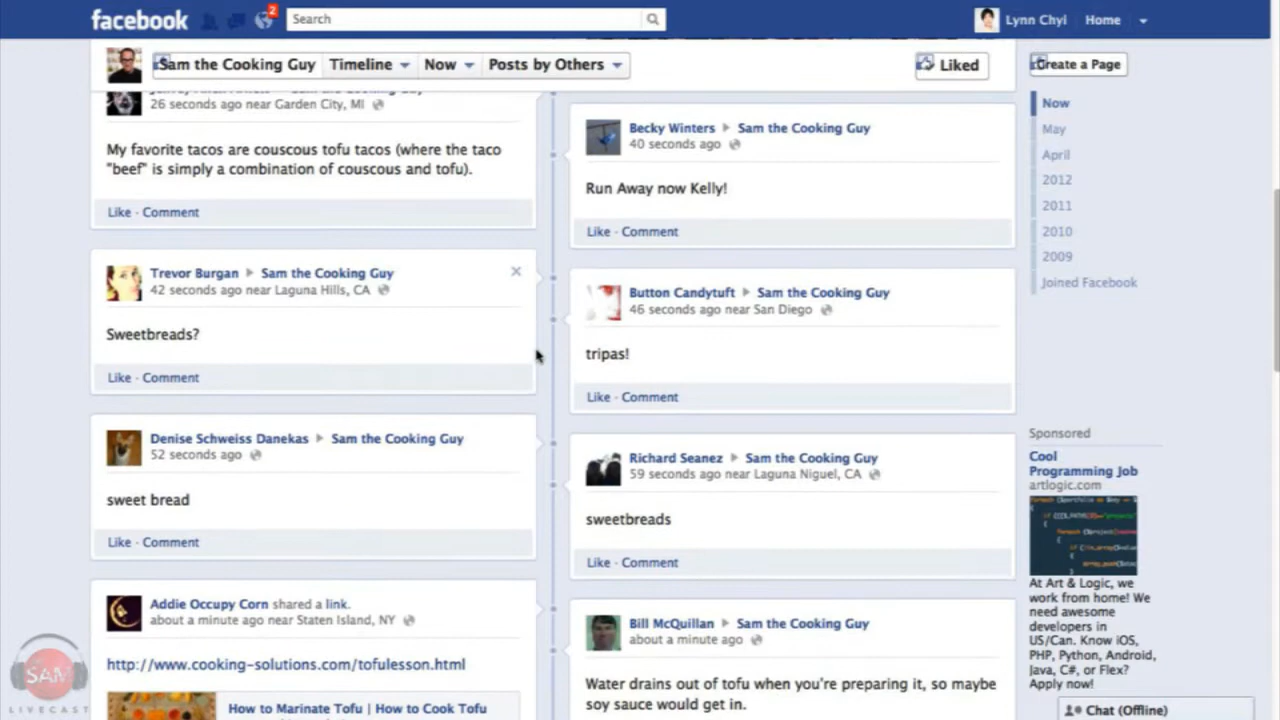 facebook
2
Search
Lynn Chyi
Home
Sam the Cooking Guy
Timeline
Now
Posts by Others
Liked
Create a Page
26 seconds ago near Garden City, MI
My favorite tacos are couscous tofu tacos (where the taco
"beef" is simply a combination of couscous and tofu).
Like · Comment
Becky Winters ▶ Sam the Cooking Guy
40 seconds ago
Run Away now Kelly!
Like · Comment
Trevor Burgan ▶ Sam the Cooking Guy
42 seconds ago near Laguna Hills, CA
Sweetbreads?
Like · Comment
Button Candytuft ▶ Sam the Cooking Guy
46 seconds ago near San Diego
tripas!
Like · Comment
Denise Schweiss Danekas ▶ Sam the Cooking Guy
52 seconds ago
sweet bread
Like · Comment
Richard Seanez ▶ Sam the Cooking Guy
59 seconds ago near Laguna Niguel, CA
sweetbreads
Like · Comment
Addie Occupy Corn shared a link.
about a minute ago near Staten Island, NY
http://www.cooking-solutions.com/tofulesson.html
How to Marinate Tofu | How to Cook Tofu
Bill McQuillan ▶ Sam the Cooking Guy
about a minute ago
Water drains out of tofu when you're preparing it, so maybe
soy sauce would get in.
Now
May
April
2012
2011
2010
2009
Joined Facebook
Sponsored
Cool
Programming Job
artlogic.com
At Art & Logic, we
work from home! We
need awesome
developers in
US/Can. Know iOS,
PHP, Python, Android,
Java, C#, or Flex?
Apply now!
Chat (Offline)
SAM
LIVECAST